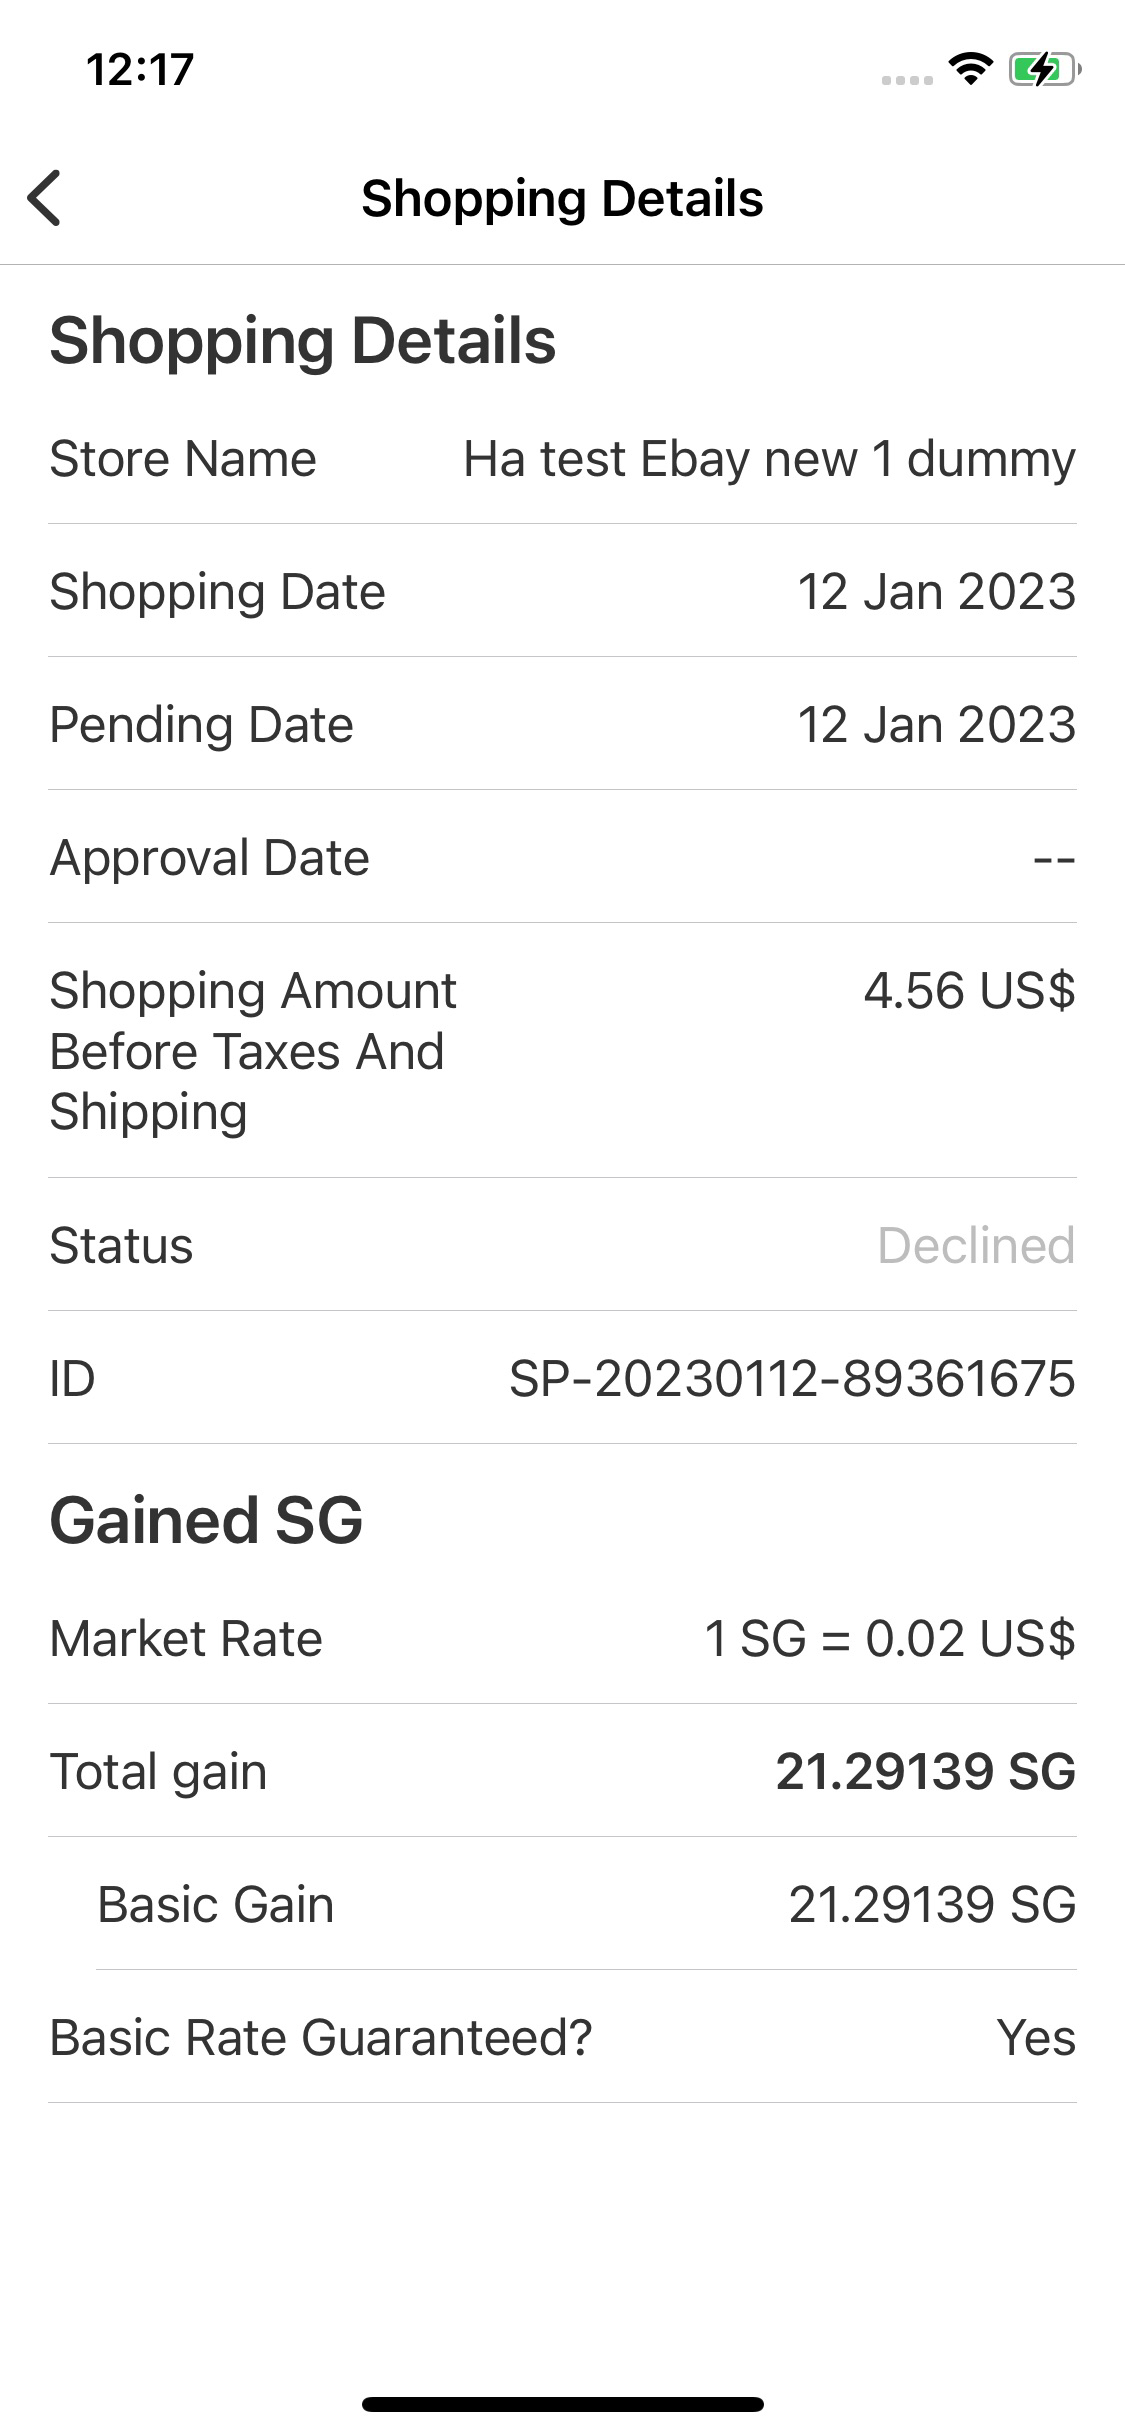 12:17
Shopping Details
Shopping Details
Store Name Ha test Ebay new 1 dummy
Shopping Date 12 Jan 2023
Pending Date 12 Jan 2023
Approval Date --
Shopping Amount 4.56 US$
Before Taxes And
Shipping
Status Declined
ID SP-20230112-89361675
Gained SG
Market Rate 1 SG = 0.02 US$
Total gain 21.29139 SG
Basic Gain 21.29139 SG
Basic Rate Guaranteed? Yes